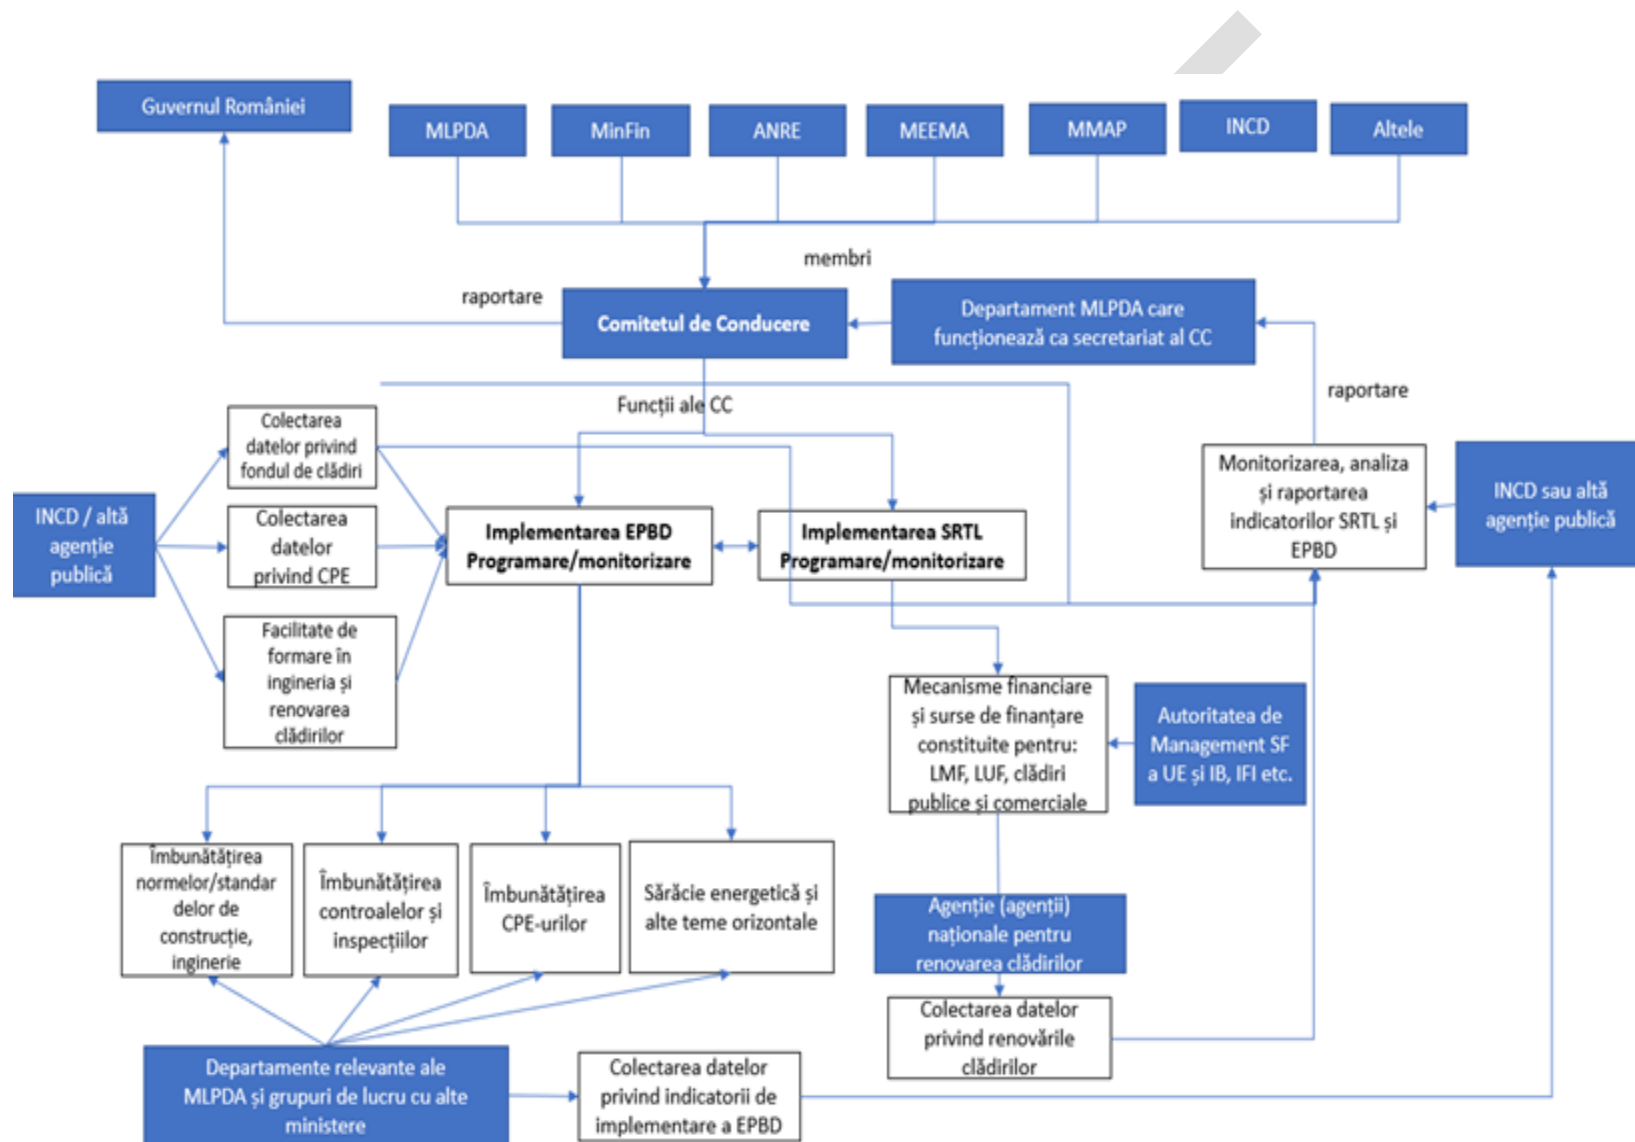 Guvernul României
MLPDA
MinFin
ANRE
MEEMA
MMAP
INCD
Altele
membri
raportare
Comitetul de Conducere
Departament MLPDA care
funcționează ca secretariat al CC
raportare
Funcții ale CC
Colectarea
datelor privind
fondul de clădiri
INCD / altă
agenție
publică
Colectarea
datelor
privind CPE
Facilitate de
formare în
ingineria și
renovarea
clădirilor
Implementarea EPBD
Programare/monitorizare
Implementarea SRTL
Programare/monitorizare
Monitorizarea, analiza
și raportarea
indicatorilor SRTL și
EPBD
INCD sau altă
agenție publică
Mecanisme financiare
și surse de finanțare
constituite pentru:
LMF, LUF, clădiri
publice și comerciale
Autoritatea de
Management SF
a UE și IB, IFI etc.
Îmbunătățirea
normelor/standar
delor de
construcție,
inginerie
Îmbunătățirea
controalelor și
inspecțiilor
Îmbunătățirea
CPE-urilor
Sărăcie energetică și
alte teme orizontale
Agenție (agenții)
naționale pentru
renovarea clădirilor
Colectarea datelor
privind renovările
clădirilor
Departamente relevante ale
MLPDA și grupuri de lucru cu alte
ministere
Colectarea datelor
privind indicatorii de
implementare a EPBD